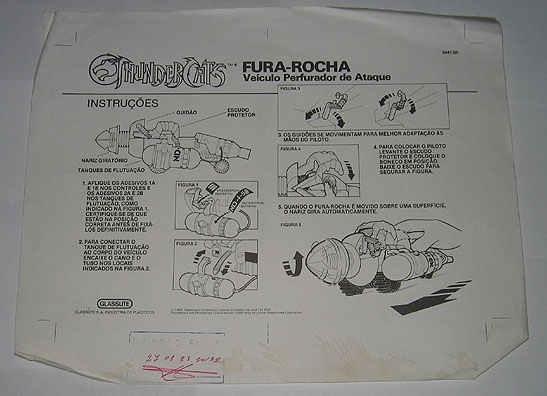 THUNDERCATS™
FURA-ROCHA
Veículo Perfurador de Ataque
INSTRUÇÕES
GUIDÃO
ESCUDO
PROTETOR
NARIZ GIRATÓRIO
TANQUES DE FLUTUAÇÃO
1. APLIQUE OS ADESIVOS 1A
E 1B NOS CONTROLES E
OS ADESIVOS 2A E 2B
NOS TANQUES DE
FLUTUAÇÃO, COMO
INDICADO NA FIGURA 1.
CERTIFIQUE-SE DE QUE
ESTÃO NA POSIÇÃO
CORRETA ANTES DE FIXÁ-
LOS DEFINITIVAMENTE.
2. PARA CONECTAR O
TANQUE DE FLUTUAÇÃO
AO CORPO DO VEÍCULO
ENCAIXE O CANO E O
TUBO NOS LOCAIS
INDICADOS NA FIGURA 2.
FIGURA 1
FIGURA 2
FIGURA 3
3. OS GUIDÕES SE MOVIMENTAM PARA MELHOR ADAPTAÇÃO ÀS
MÃOS DO PILOTO.
FIGURA 4
4. PARA COLOCAR O PILOTO
LEVANTE O ESCUDO
PROTETOR E COLOQUE O
BONECO EM POSIÇÃO.
BAIXE O ESCUDO PARA
SEGURAR A FIGURA.
5. QUANDO O FURA-ROCHA É MOVIDO SOBRE UMA SUPERFÍCIE,
O NARIZ GIRA AUTOMATICAMENTE.
FIGURA 5
GLASSLITE
GLASSLITE S.A. INDÚSTRIA DE PLÁSTICOS